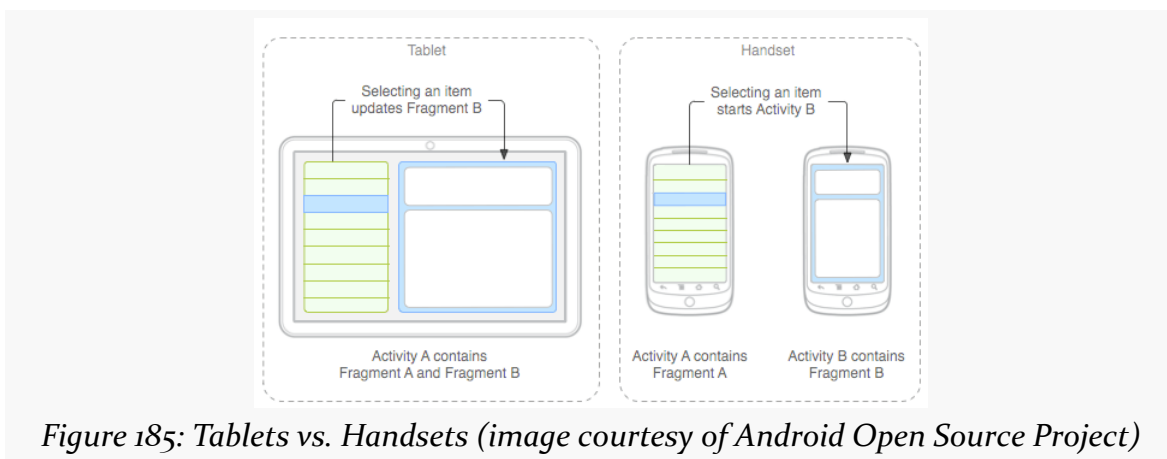 Tablet
Selecting an item
updates Fragment B
Activity A contains
Fragment A and Fragment B
Handset
Selecting an item
starts Activity B
Activity A contains
Fragment A
Activity B contains
Fragment B
Figure 185: Tablets vs. Handsets (image courtesy of Android Open Source Project)